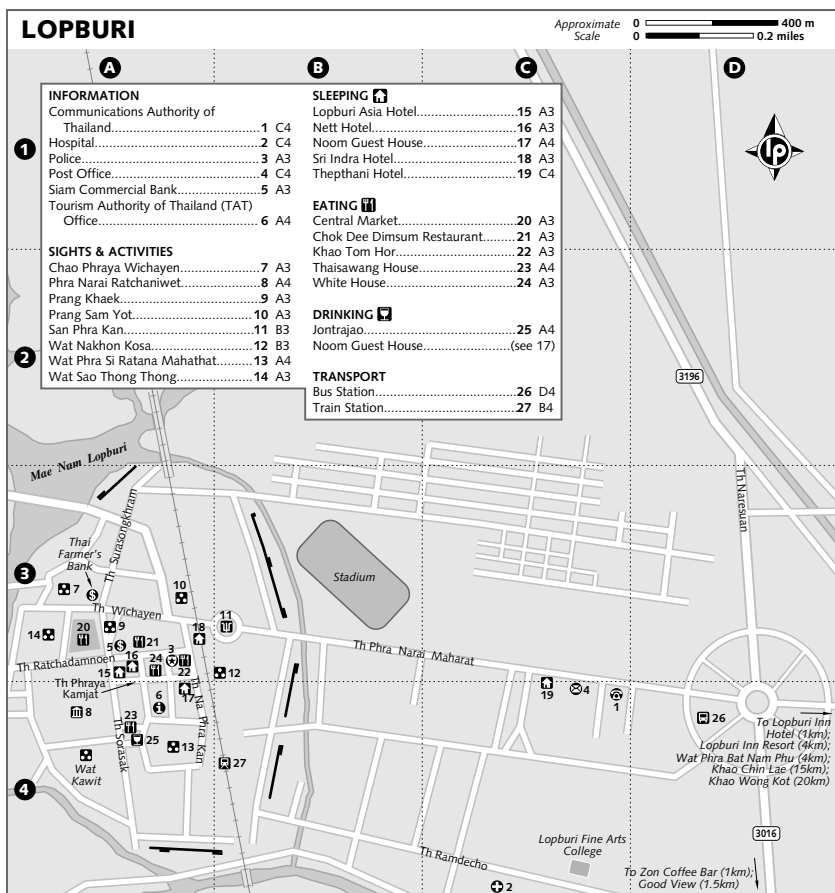 LOPBURI
Approximate Scale
0 400 m
0 0.2 miles
A B C D
1
2
3
4
lp
INFORMATION
Communications Authority of
Thailand...1 C4
Hospital...2 C4
Police...3 A3
Post Office...4 C4
Siam Commercial Bank...5 A3
Tourism Authority of Thailand (TAT)
Office...6 A4
SIGHTS & ACTIVITIES
Chao Phraya Wichayen...7 A3
Phra Narai Ratchaniwet...8 A4
Prang Khaek...9 A3
Prang Sam Yot...10 A3
San Phra Kan...11 B3
Wat Nakhon Kosa...12 B3
Wat Phra Si Ratana Mahathat...13 A4
Wat Sao Thong Thong...14 A3
SLEEPING
Lopburi Asia Hotel...15 A3
Nett Hotel...16 A3
Noom Guest House...17 A4
Sri Indra Hotel...18 A3
Thepthani Hotel...19 C4
EATING
Central Market...20 A3
Chok Dee Dimsum Restaurant...21 A3
Khao Tom Hor...22 A3
Thaisawang House...23 A4
White House...24 A3
DRINKING
Jontrajao...25 A4
Noom Guest House...(see 17)
TRANSPORT
Bus Station...26 D4
Train Station...27 B4
3196
Mae Nam Lopburi
Th Surasongkhram
Th Naresuan
Thai
Farmer's
Bank
Stadium
7
$
10
Th Wichayen
11
20
9
14
5
$
21
3
18
Th Phra Narai Maharat
Th Ratchadamnoen
16
24
15
22
12
Th Phraya
Kamjat
17
Th Na Phra Kan
6
8
23
25
13
Th Sorasak
27
Wat
Kawit
19
4
1
26
To Lopburi Inn
Hotel (1km);
Lopburi Inn Resort (4km);
Wat Phra Bat Nam Phu (4km);
Khao Chin Lae (15km);
Khao Wong Kot (20km)
3016
Lopburi Fine Arts
College
Th Ramdecho
2
To Zon Coffee Bar (1km);
Good View (1.5km)